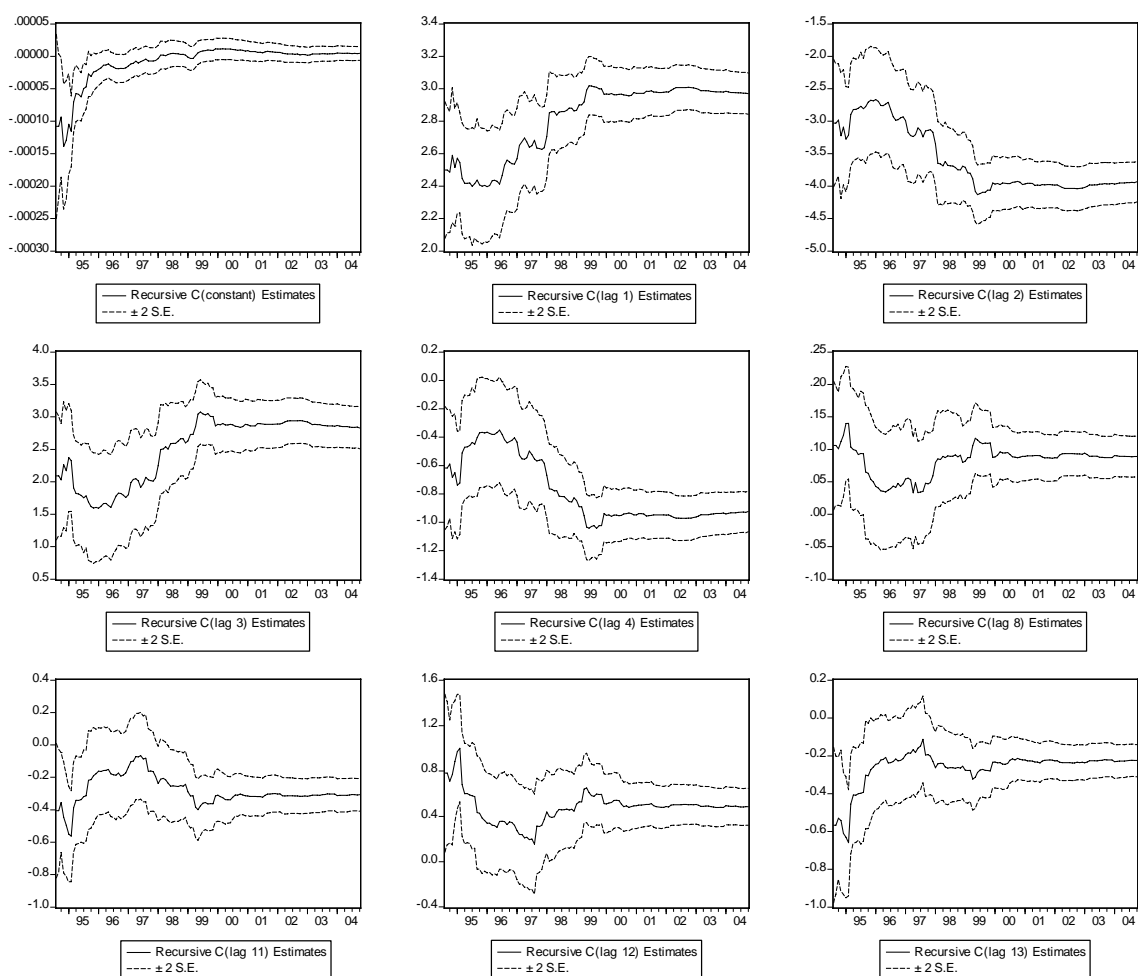 .00005
.00000
-.00005
-.00010
-.00015
-.00020
-.00025
-.00030
95 96 97 98 99 00 01 02 03 04
Recursive C(constant) Estimates
± 2 S.E.
3.4
3.2
3.0
2.8
2.6
2.4
2.2
2.0
95 96 97 98 99 00 01 02 03 04
Recursive C(lag 1) Estimates
± 2 S.E.
-1.5
-2.0
-2.5
-3.0
-3.5
-4.0
-4.5
-5.0
95 96 97 98 99 00 01 02 03 04
Recursive C(lag 2) Estimates
± 2 S.E.
4.0
3.5
3.0
2.5
2.0
1.5
1.0
0.5
95 96 97 98 99 00 01 02 03 04
Recursive C(lag 3) Estimates
± 2 S.E.
0.2
0.0
-0.2
-0.4
-0.6
-0.8
-1.0
-1.2
-1.4
95 96 97 98 99 00 01 02 03 04
Recursive C(lag 4) Estimates
± 2 S.E.
.25
.20
.15
.10
.05
.00
-.05
-.10
95 96 97 98 99 00 01 02 03 04
Recursive C(lag 8) Estimates
± 2 S.E.
0.4
0.2
0.0
-0.2
-0.4
-0.6
-0.8
-1.0
95 96 97 98 99 00 01 02 03 04
Recursive C(lag 11) Estimates
± 2 S.E.
1.6
1.2
0.8
0.4
0.0
-0.4
95 96 97 98 99 00 01 02 03 04
Recursive C(lag 12) Estimates
± 2 S.E.
0.2
0.0
-0.2
-0.4
-0.6
-0.8
-1.0
95 96 97 98 99 00 01 02 03 04
Recursive C(lag 13) Estimates
± 2 S.E.